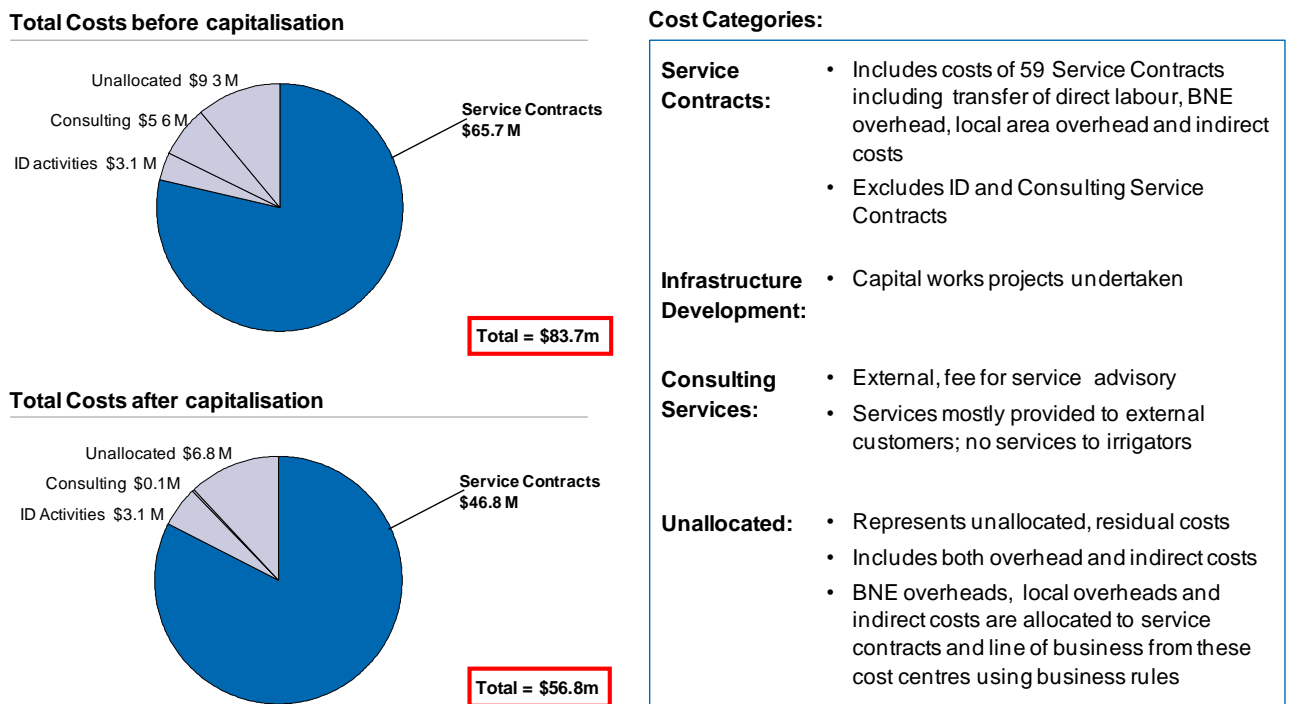 Total Costs before capitalisation
Unallocated $9 3 M
Consulting $5 6 M
ID activities $3.1 M
Service Contracts
$65.7 M
Total = $83.7m
Total Costs after capitalisation
Unallocated $6.8 M
Consulting $0.1M
ID Activities $3.1 M
Service Contracts
$46.8 M
Total = $56.8m
Cost Categories:
Service
Contracts:
• Includes costs of 59 Service Contracts
including transfer of direct labour, BNE
overhead, local area overhead and indirect
costs
• Excludes ID and Consulting Service
Contracts
Infrastructure
Development:
• Capital works projects undertaken
Consulting
Services:
• External, fee for service advisory
• Services mostly provided to external
customers; no services to irrigators
Unallocated:
• Represents unallocated, residual costs
• Includes both overhead and indirect costs
• BNE overheads, local overheads and
indirect costs are allocated to service
contracts and line of business from these
cost centres using business rules